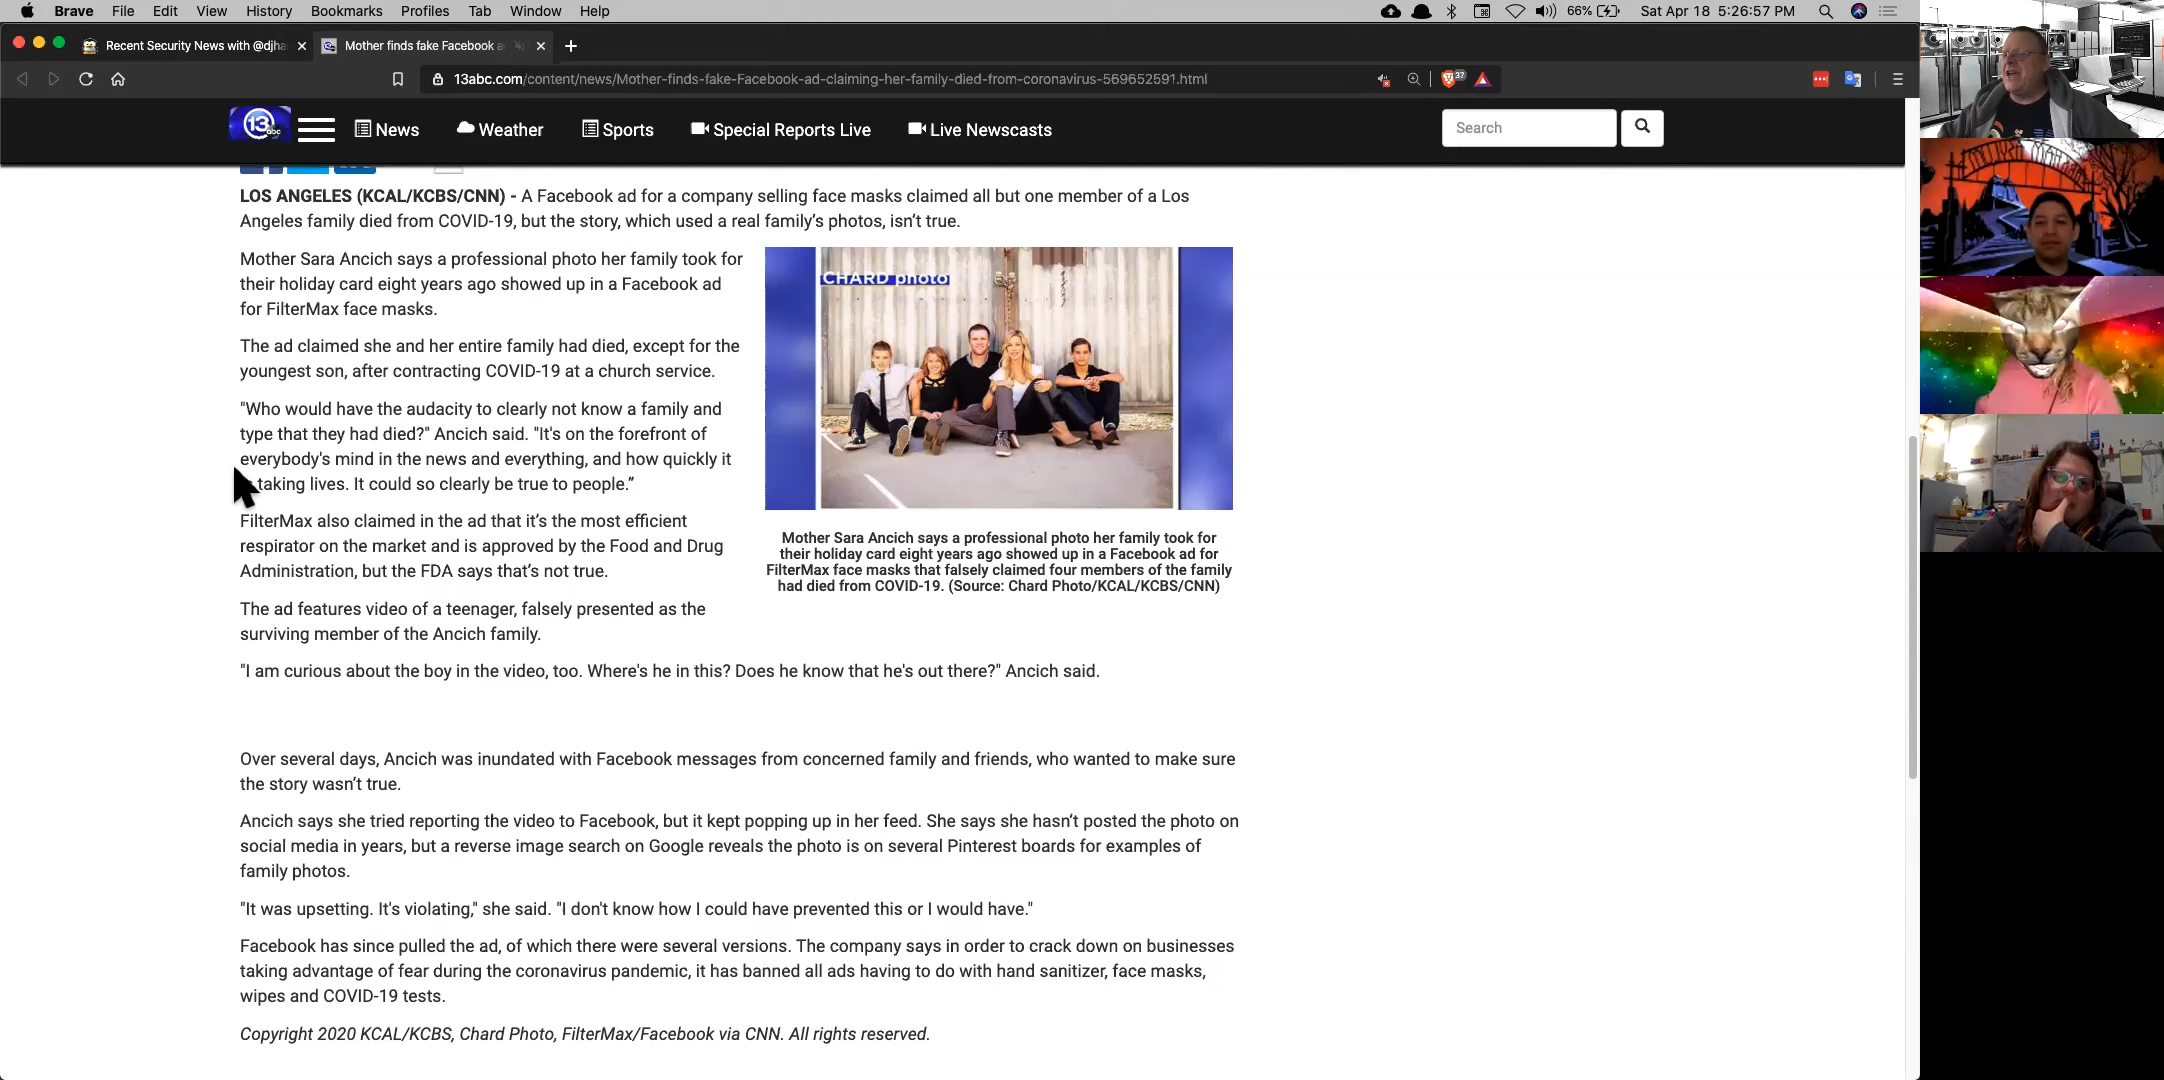 Brave File Edit View History Bookmarks Profiles Tab Window Help 66% Sat Apr 18 5:26:57 PM
Recent Security News with @djha
Mother finds fake Facebook a
13abc.com/content/news/Mother-finds-fake-Facebook-ad-claiming-her-family-died-from-coronavirus-569652591.html 37
13abc News Weather Sports Special Reports Live Live Newscasts Search
LOS ANGELES (KCAL/KCBS/CNN) - A Facebook ad for a company selling face masks claimed all but one member of a Los
Angeles family died from COVID-19, but the story, which used a real family's photos, isn't true.
Mother Sara Ancich says a professional photo her family took for
their holiday card eight years ago showed up in a Facebook ad
for FilterMax face masks.
The ad claimed she and her entire family had died, except for the
youngest son, after contracting COVID-19 at a church service.
"Who would have the audacity to clearly not know a family and
type that they had died?" Ancich said. "It's on the forefront of
everybody's mind in the news and everything, and how quickly it
taking lives. It could so clearly be true to people.”
FilterMax also claimed in the ad that it’s the most efficient
respirator on the market and is approved by the Food and Drug
Administration, but the FDA says that’s not true.
The ad features video of a teenager, falsely presented as the
surviving member of the Ancich family.
CHARD photo
Mother Sara Ancich says a professional photo her family took for
their holiday card eight years ago showed up in a Facebook ad for
FilterMax face masks that falsely claimed four members of the family
had died from COVID-19. (Source: Chard Photo/KCAL/KCBS/CNN)
"I am curious about the boy in the video, too. Where's he in this? Does he know that he's out there?" Ancich said.
Over several days, Ancich was inundated with Facebook messages from concerned family and friends, who wanted to make sure
the story wasn’t true.
Ancich says she tried reporting the video to Facebook, but it kept popping up in her feed. She says she hasn’t posted the photo on
social media in years, but a reverse image search on Google reveals the photo is on several Pinterest boards for examples of
family photos.
"It was upsetting. It's violating," she said. "I don't know how I could have prevented this or I would have."
Facebook has since pulled the ad, of which there were several versions. The company says in order to crack down on businesses
taking advantage of fear during the coronavirus pandemic, it has banned all ads having to do with hand sanitizer, face masks,
wipes and COVID-19 tests.
Copyright 2020 KCAL/KCBS, Chard Photo, FilterMax/Facebook via CNN. All rights reserved.